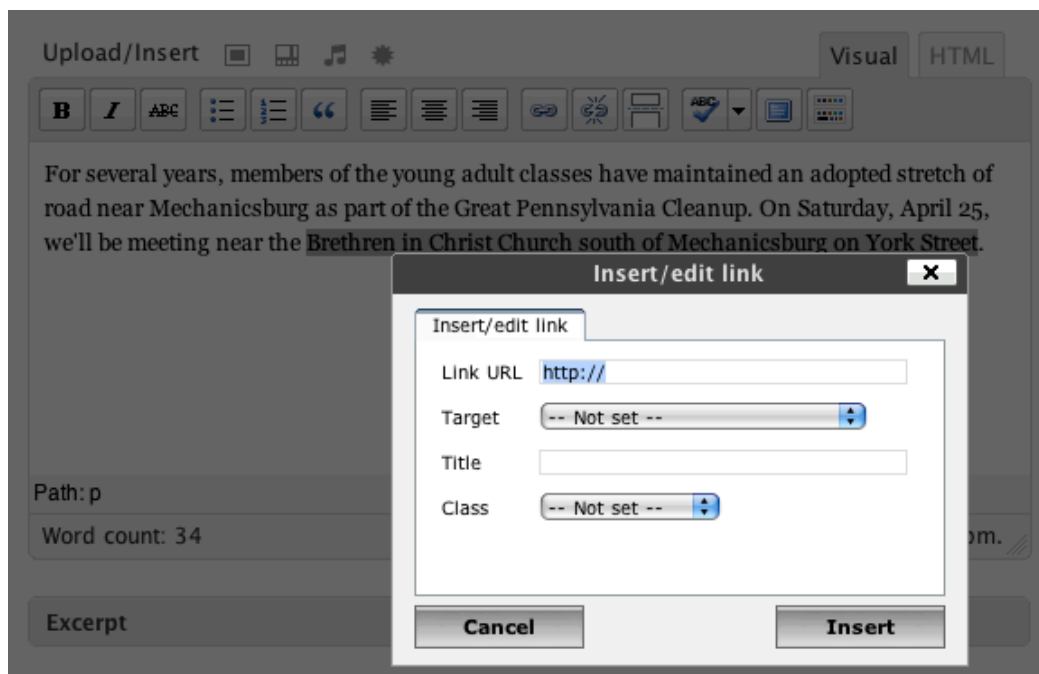 Upload/Insert
Visual
HTML
B I ABC
ABC
For several years, members of the young adult classes have maintained an adopted stretch of
road near Mechanicsburg as part of the Great Pennsylvania Cleanup. On Saturday, April 25,
we'll be meeting near the Brethren in Christ Church south of Mechanicsburg on York Street.
Insert/edit link
Insert/edit link
Link URL http://
Target -- Not set --
Title
Class -- Not set --
Path: p
Word count: 34
Excerpt
Cancel
Insert